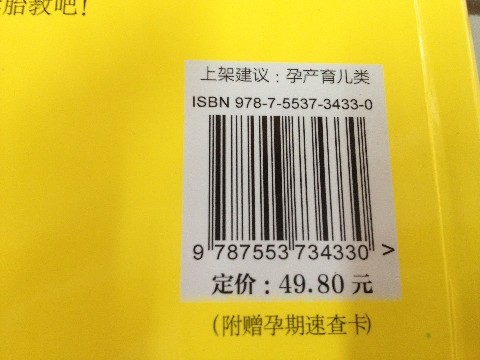 胎教吧！
上架建议：孕产育儿类
ISBN 978-7-5537-3433-0
9 787553 734330 >
定价：49.80 元
(附赠孕期速查卡)